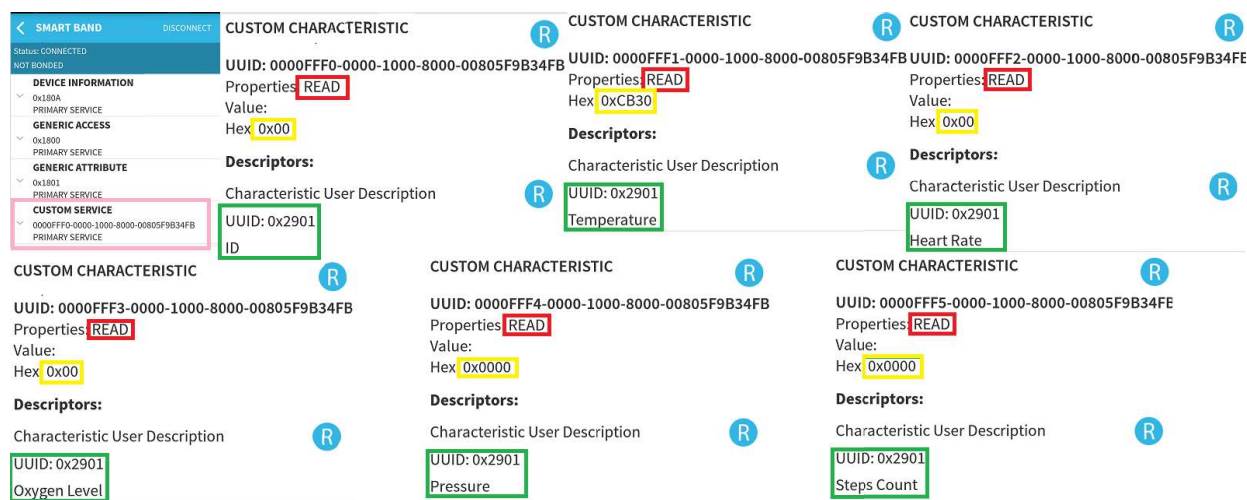 SMART BAND
DISCONNECT
Status: CONNECTED
NOT BONDED
DEVICE INFORMATION
0x180A
PRIMARY SERVICE
GENERIC ACCESS
0x1800
PRIMARY SERVICE
GENERIC ATTRIBUTE
0x1801
PRIMARY SERVICE
CUSTOM SERVICE
0000FFF0-0000-1000-8000-00805F9B34FB
PRIMARY SERVICE
CUSTOM CHARACTERISTIC
R
UUID: 0000FFF0-0000-1000-8000-00805F9B34FB
Properties: READ
Value:
Hex 0x00
Descriptors:
Characteristic User Description
R
UUID: 0x2901
ID
CUSTOM CHARACTERISTIC
R
UUID: 0000FFF1-0000-1000-8000-00805F9B34FB
Properties: READ
Hex 0xCB30
Descriptors:
Characteristic User Description
R
UUID: 0x2901
Temperature
CUSTOM CHARACTERISTIC
R
UUID: 0000FFF2-0000-1000-8000-00805F9B34FB
Properties: READ
Value:
Hex 0x00
Descriptors:
Characteristic User Description
R
UUID: 0x2901
Heart Rate
CUSTOM CHARACTERISTIC
R
UUID: 0000FFF3-0000-1000-8000-00805F9B34FB
Properties: READ
Value:
Hex 0x00
Descriptors:
Characteristic User Description
R
UUID: 0x2901
Oxygen Level
CUSTOM CHARACTERISTIC
R
UUID: 0000FFF4-0000-1000-8000-00805F9B34FB
Properties READ
Value:
Hex 0x0000
Descriptors:
Characteristic User Description
R
UUID: 0x2901
Pressure
CUSTOM CHARACTERISTIC
R
UUID: 0000FFF5-0000-1000-8000-00805F9B34FB
Properties: READ
Value:
Hex 0x0000
Descriptors:
Characteristic User Description
R
UUID: 0x2901
Steps Count